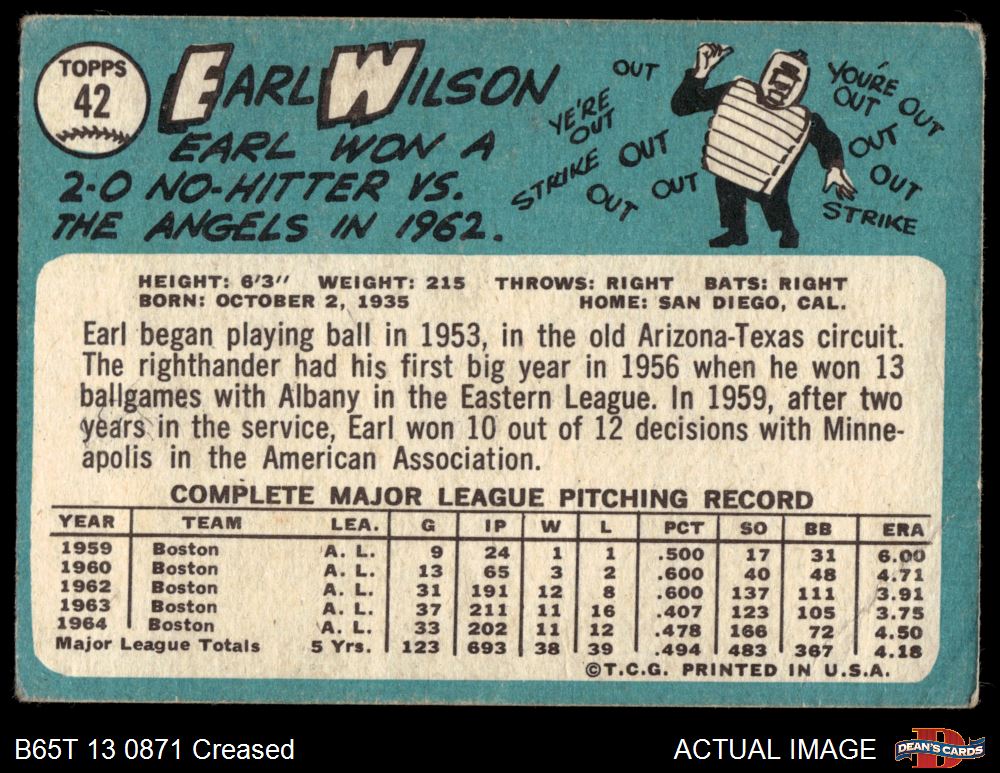 TOPPS
42
EARL WILSON
EARL WON A
2-0 NO-HITTER VS.
THE ANGELS IN 1962.
OUT
YE'RE
OUT
STRIKE OUT
OUT OUT
YOU'RE
OUT OUT
OUT
OUT
STRIKE
HEIGHT: 6'3" WEIGHT: 215 THROWS: RIGHT BATS: RIGHT
BORN: OCTOBER 2, 1935 HOME: SAN DIEGO, CAL.
Earl began playing ball in 1953, in the old Arizona-Texas circuit.
The righthander had his first big year in 1956 when he won 13
ballgames with Albany in the Eastern League. In 1959, after two
years in the service, Earl won 10 out of 12 decisions with Minne-
apolis in the American Association.
COMPLETE MAJOR LEAGUE PITCHING RECORD
YEAR TEAM LEA. G IP W L PCT SO BB ERA
1959 Boston A. L. 9 24 1 1 .500 17 31 6.00
1960 Boston A. L. 13 65 3 2 .600 40 48 4.71
1962 Boston A. L. 31 191 12 8 .600 137 111 3.91
1963 Boston A. L. 37 211 11 16 .407 123 105 3.75
1964 Boston A. L. 33 202 11 12 .478 166 72 4.50
Major League Totals 5 Yrs. 123 693 38 39 .494 483 367 4.18
©T.C.G. PRINTED IN U.S.A.
B65T 13 0871 Creased
ACTUAL IMAGE
DEAN'S CARDS